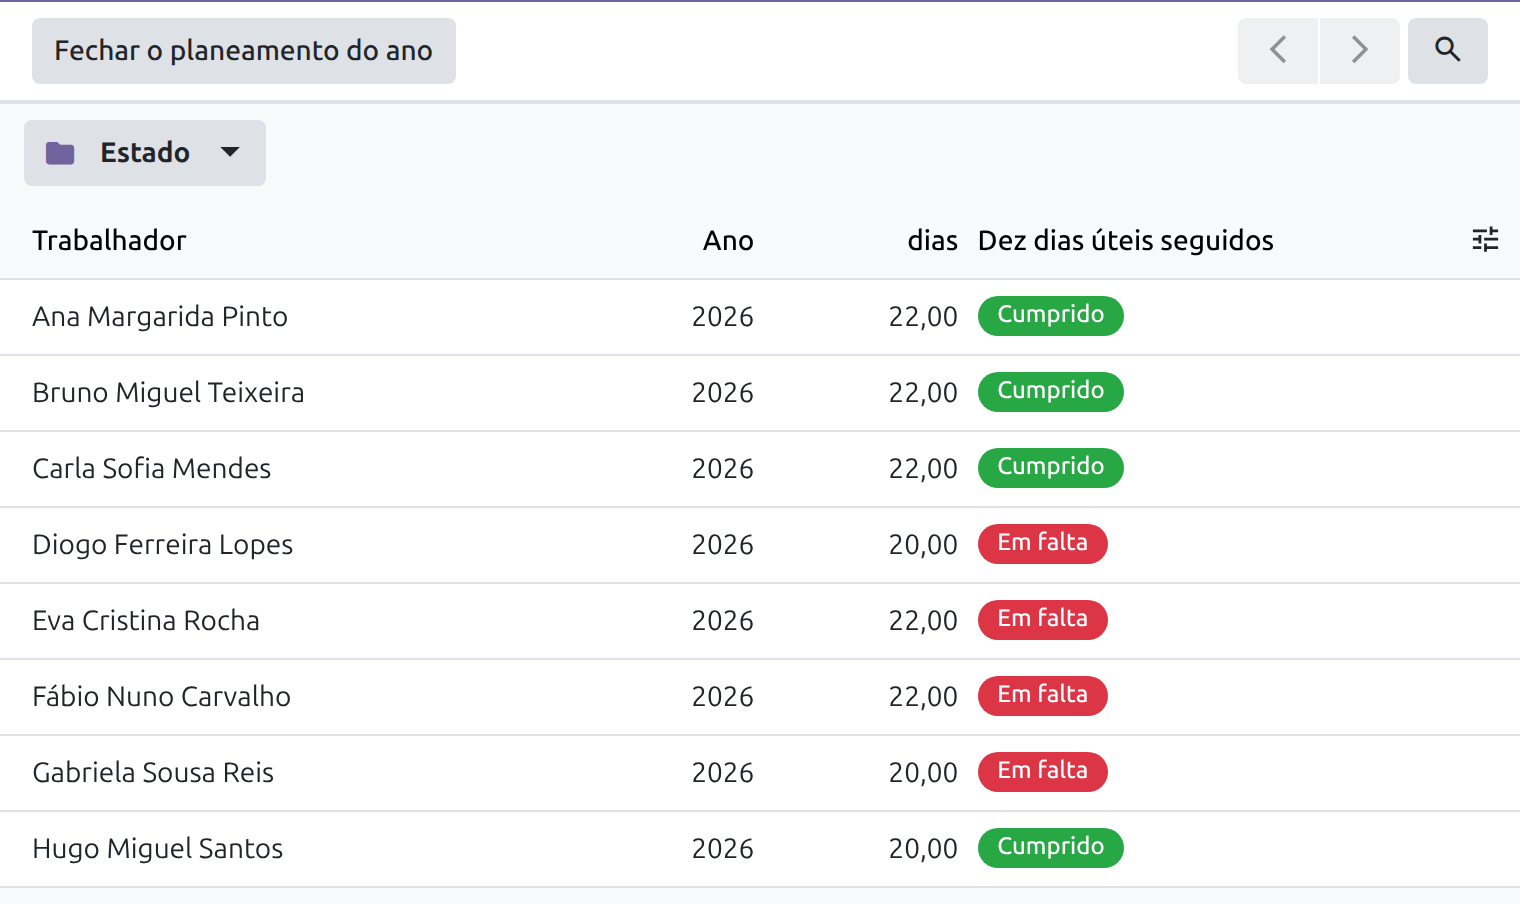 Fechar o planeamento do ano
Estado
Trabalhador Ano dias Dez dias úteis seguidos
Ana Margarida Pinto 2026 22,00 Cumprido
Bruno Miguel Teixeira 2026 22,00 Cumprido
Carla Sofia Mendes 2026 22,00 Cumprido
Diogo Ferreira Lopes 2026 20,00 Em falta
Eva Cristina Rocha 2026 22,00 Em falta
Fábio Nuno Carvalho 2026 22,00 Em falta
Gabriela Sousa Reis 2026 20,00 Em falta
Hugo Miguel Santos 2026 20,00 Cumprido